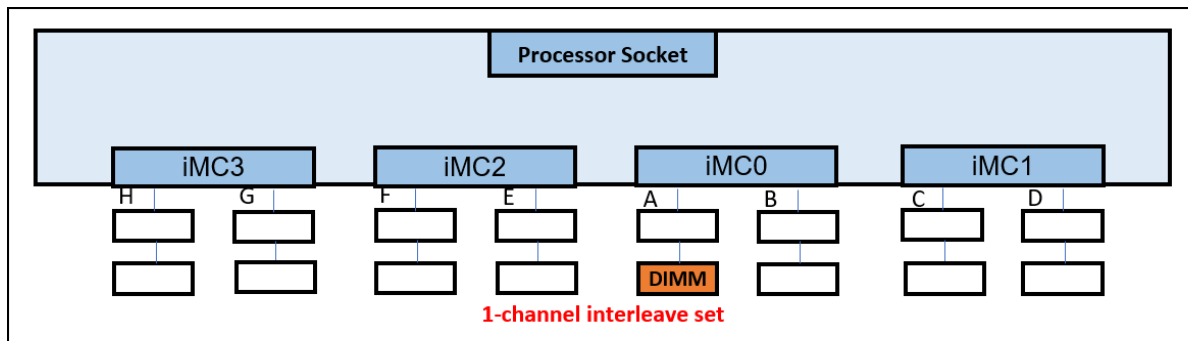 Processor Socket
iMC3 iMC2 iMC0 iMC1
H G F E A B C D
DIMM
1-channel interleave set